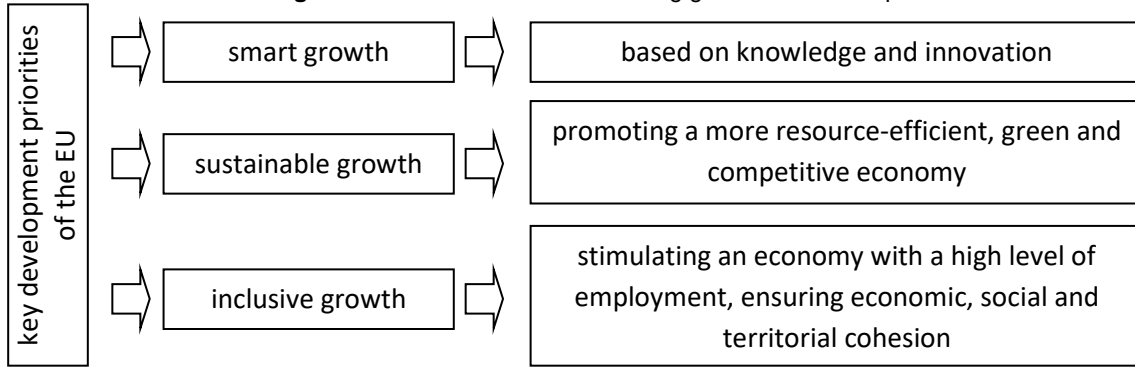 key development priorities
of the EU
smart growth
based on knowledge and innovation
sustainable growth
promoting a more resource-efficient, green and
competitive economy
inclusive growth
stimulating an economy with a high level of
employment, ensuring economic, social and
territorial cohesion